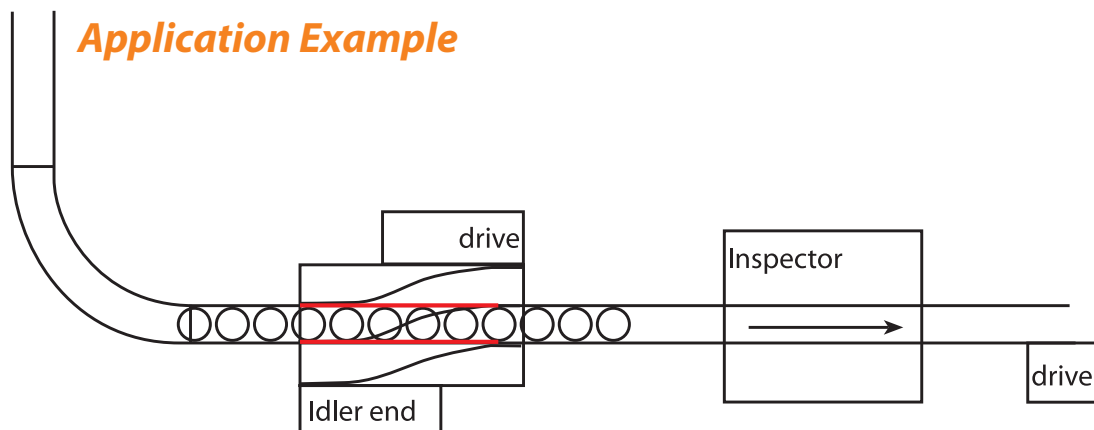 Application Example
drive
Inspector
drive
Idler end